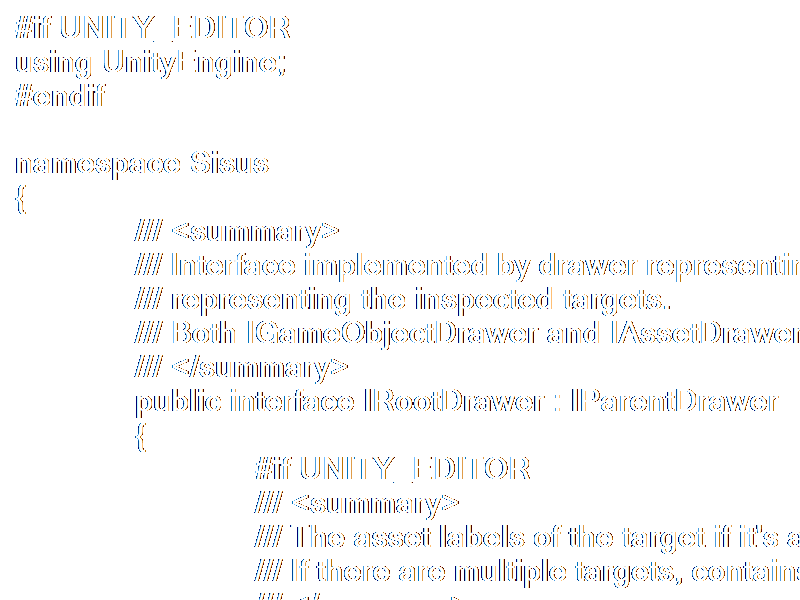 #if UNITY_EDITOR
using UnityEngine;
#endif
namespace Sisus
{
/// <summary>
/// Interface implemented by drawer representin
/// representing the inspected targets.
/// Both IGameObjectDrawer and IAssetDrawer
/// </summary>
public interface IRootDrawer : IParentDrawer
{
#if UNITY_EDITOR
/// <summary>
/// The asset labels of the target if it's a
/// If there are multiple targets, contains